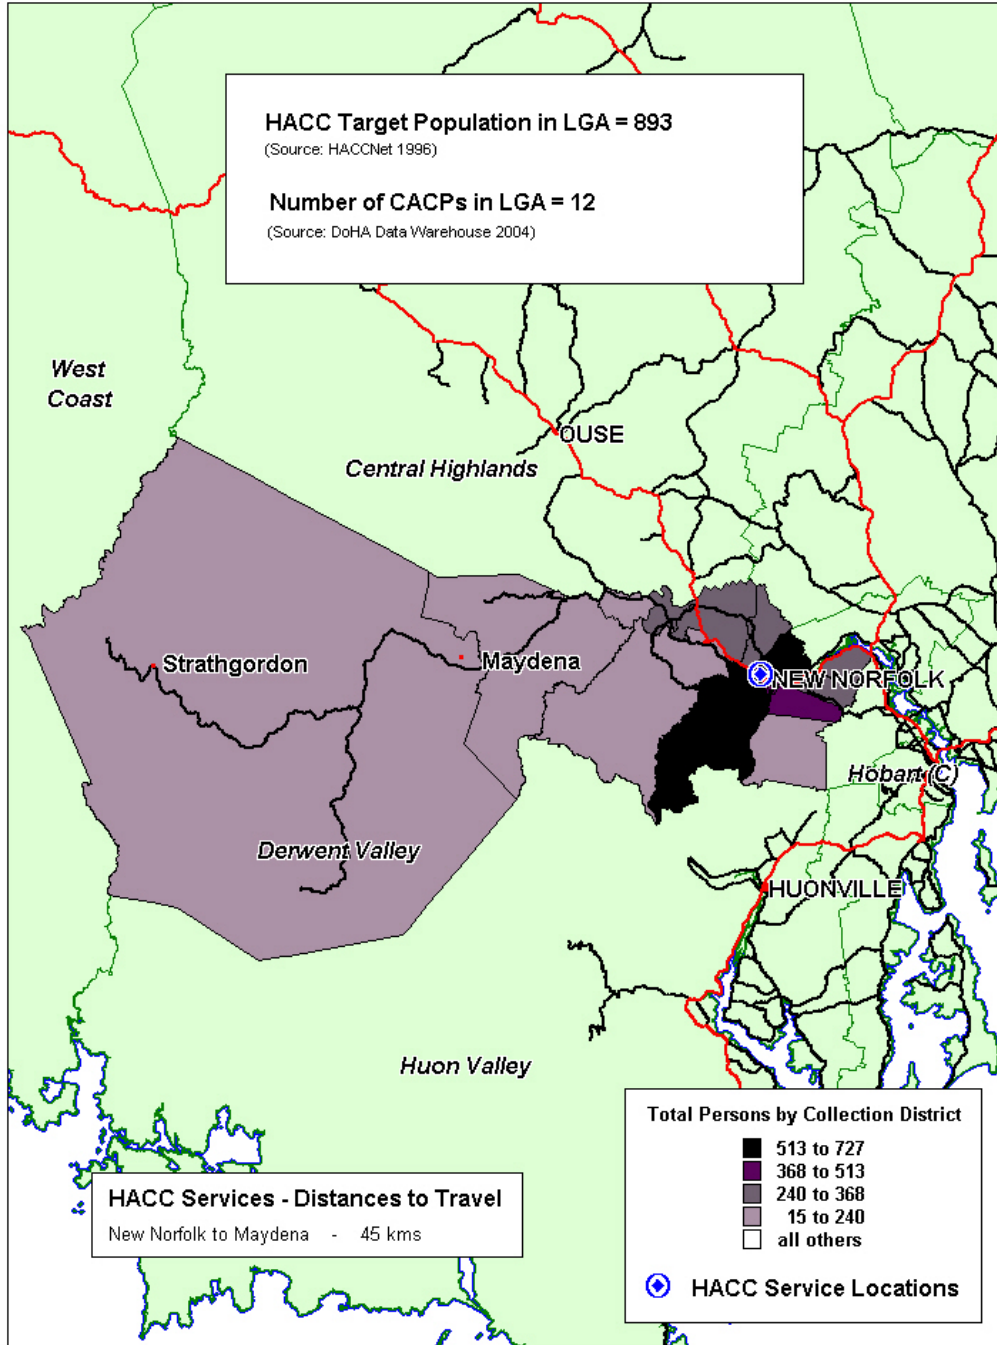 HACC Target Population in LGA = 893
(Source: HACCNet 1996)
Number of CACPs in LGA = 12
(Source: DoHA Data Warehouse 2004)
West
Coast
OUSE
Central Highlands
Strathgordon
Maydena
NEW NORFOLK
Hobart (C)
Derwent Valley
HUONVILLE
Huon Valley
Total Persons by Collection District
513 to 727
368 to 513
240 to 368
15 to 240
all others
HACC Service Locations
HACC Services - Distances to Travel
New Norfolk to Maydena - 45 kms